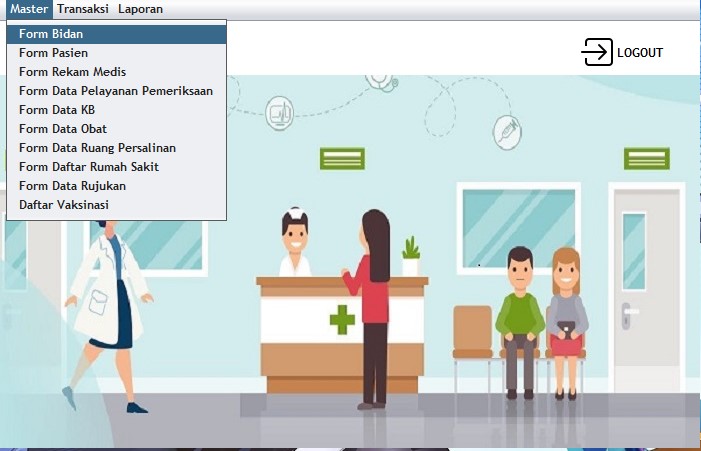 Master Transaksi Laporan
Form Bidan
Form Pasien
Form Rekam Medis
Form Data Pelayanan Pemeriksaan
Form Data KB
Form Data Obat
Form Data Ruang Persalinan
Form Daftar Rumah Sakit
Form Data Rujukan
Daftar Vaksinasi
LOGOUT